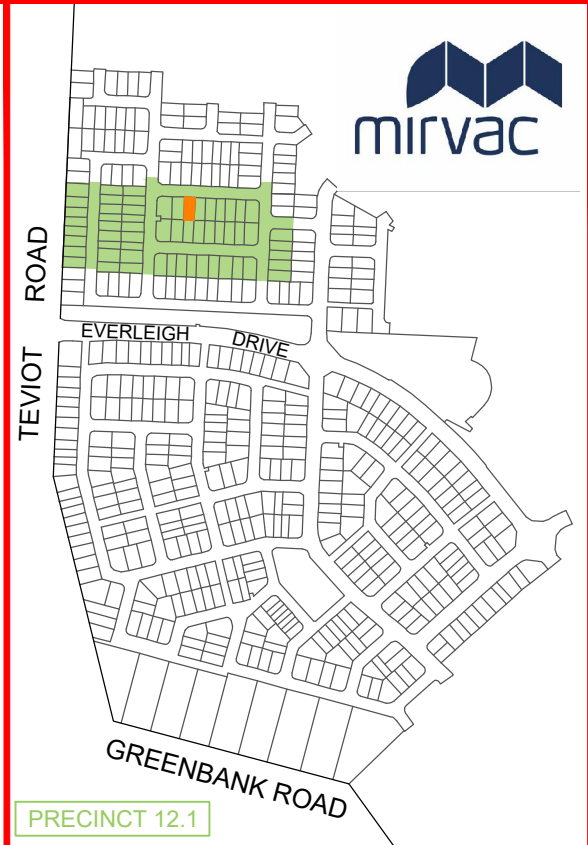 mirvac
TEVIOT ROAD
EVERLEIGH DRIVE
GREENBANK ROAD
PRECINCT 12.1